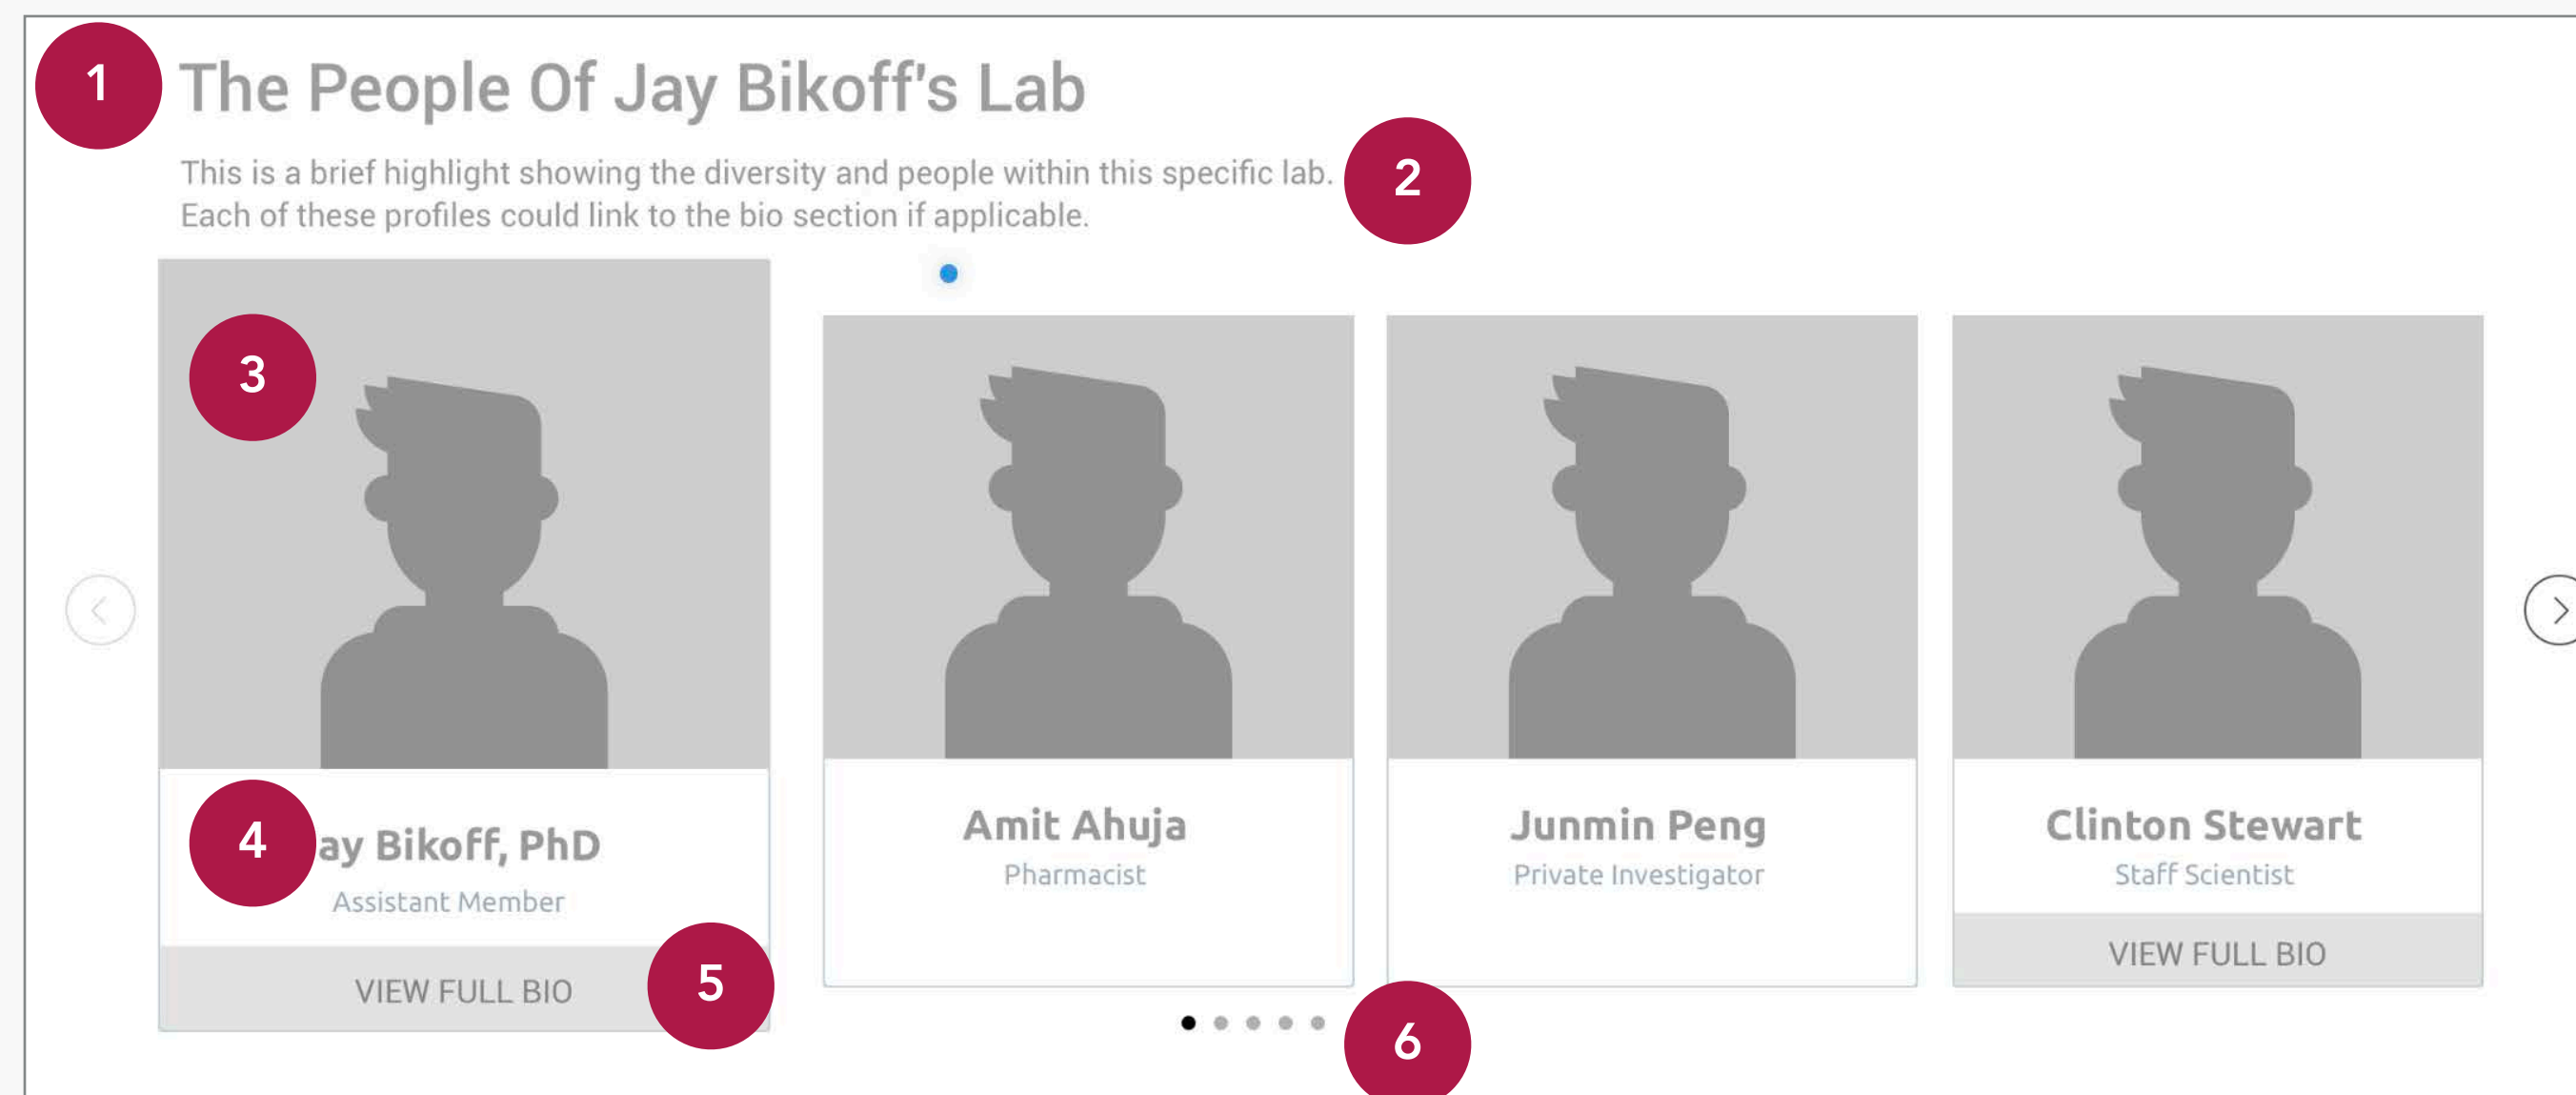 1
The People Of Jay Bikoff's Lab
This is a brief highlight showing the diversity and people within this specific lab.
2
Each of these profiles could link to the bio section if applicable.
3
4
ay Bikoff, PhD
Assistant Member
VIEW FULL BIO
5
Amit Ahuja
Pharmacist
Junmin Peng
Private Investigator
Clinton Stewart
Staff Scientist
VIEW FULL BIO
6